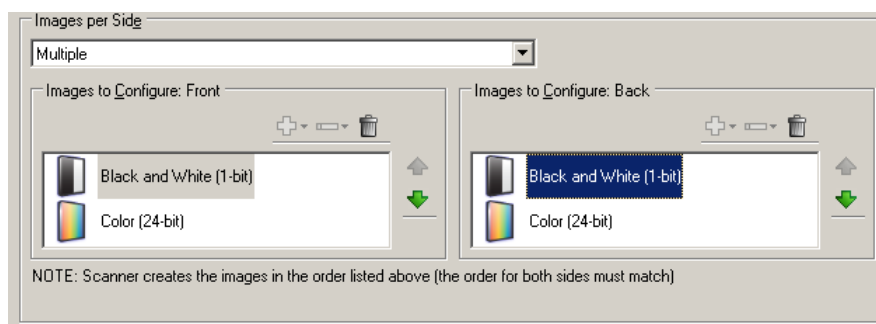 Images per Side
Multiple
Images to Configure: Front
Images to Configure: Back
Black and White (1-bit)
Color (24-bit)
Black and White (1-bit)
Color (24-bit)
NOTE: Scanner creates the images in the order listed above (the order for both sides must match)